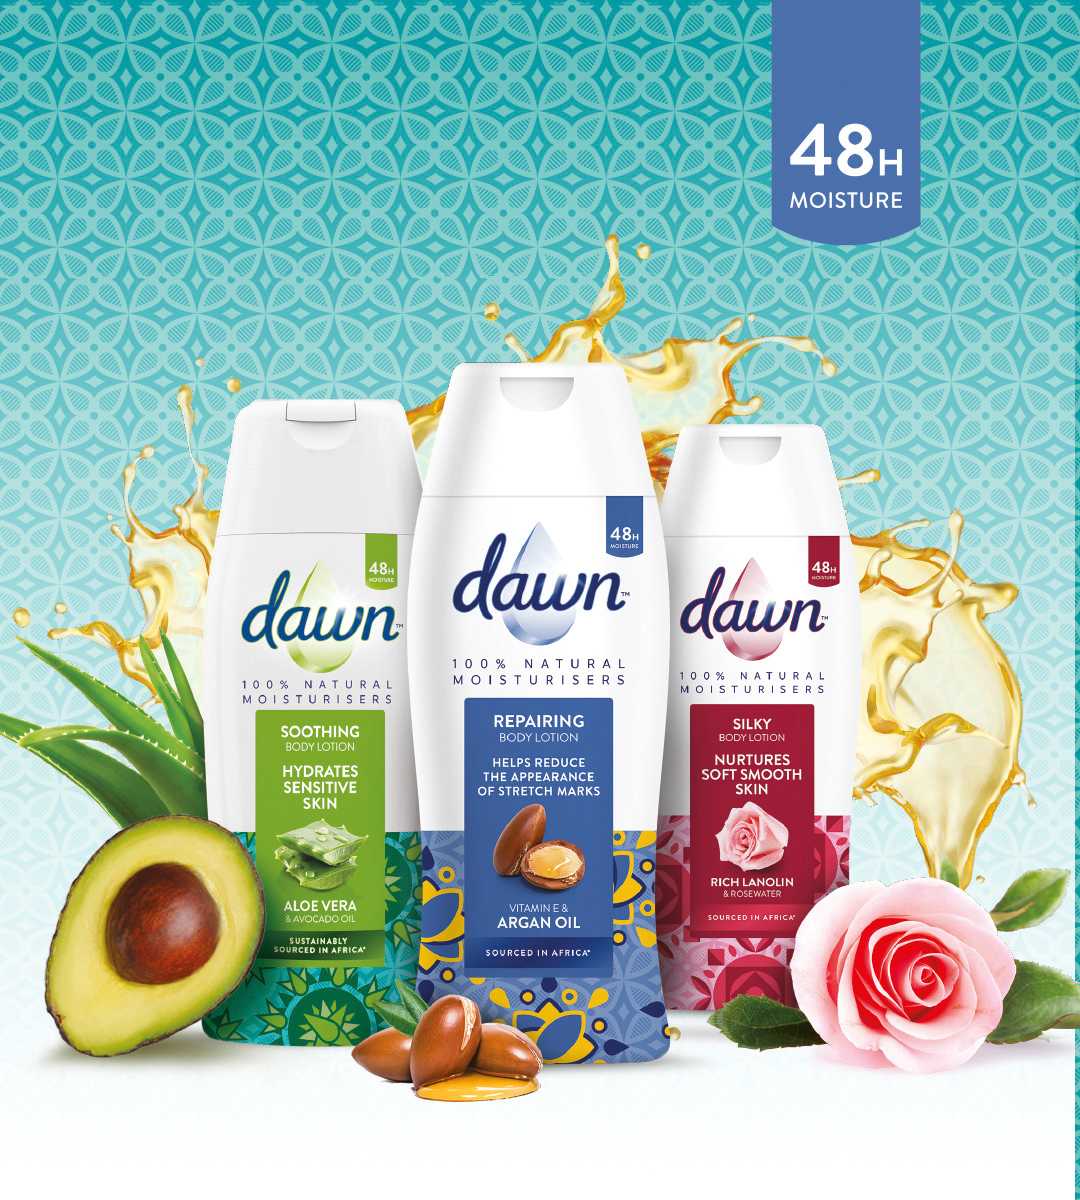 48H
MOISTURE
48H
MOISTURE
dawn™
100% NATURAL
MOISTURISERS
SOOTHING
BODY LOTION
HYDRATES
SENSITIVE
SKIN
ALOE VERA
& AVOCADO OIL
SUSTAINABLY
SOURCED IN AFRICA*
48H
MOISTURE
dawn™
100% NATURAL
MOISTURISERS
REPAIRING
BODY LOTION
HELPS REDUCE
THE APPEARANCE
OF STRETCH MARKS
VITAMIN E &
ARGAN OIL
SOURCED IN AFRICA*
48H
MOISTURE
dawn™
100% NATURAL
MOISTURISERS
SILKY
BODY LOTION
NURTURES
SOFT SMOOTH
SKIN
RICH LANOLIN
& ROSEWATER
SOURCED IN AFRICA*